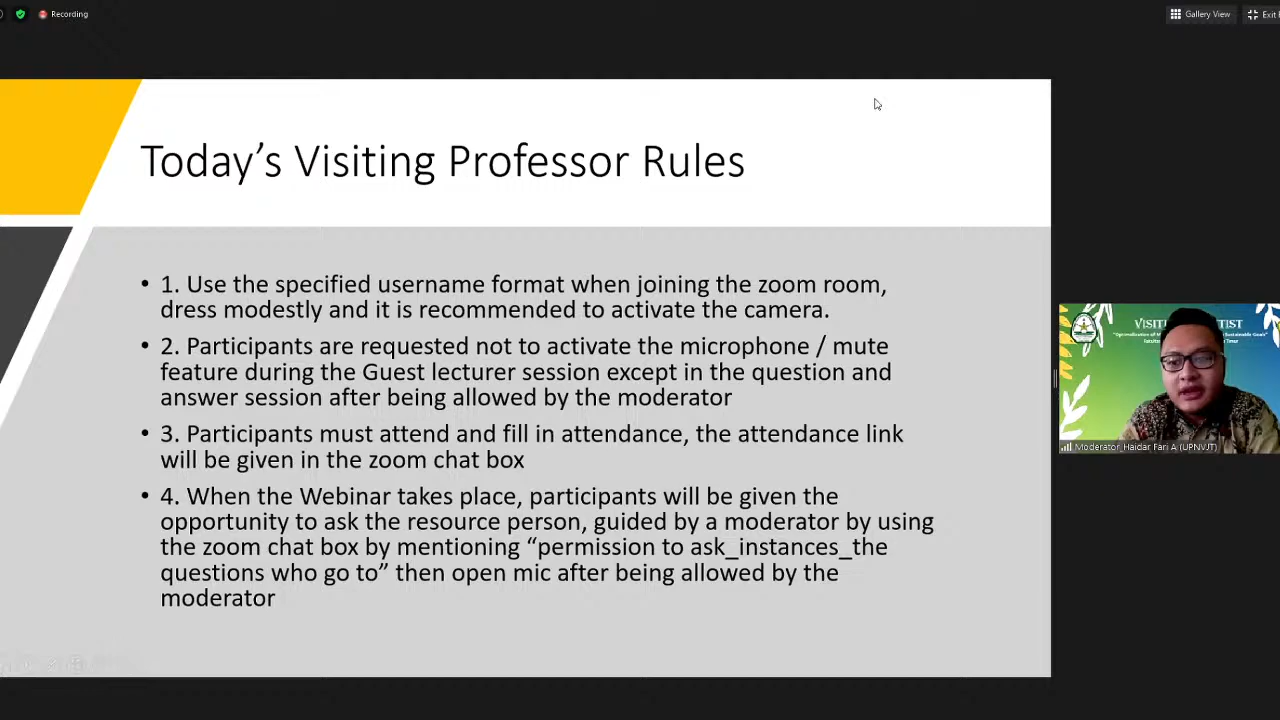 Recording
Gallery View
Exit
Today's Visiting Professor Rules
• 1. Use the specified username format when joining the zoom room,
dress modestly and it is recommended to activate the camera.
• 2. Participants are requested not to activate the microphone / mute
feature during the Guest lecturer session except in the question and
answer session after being allowed by the moderator
• 3. Participants must attend and fill in attendance, the attendance link
will be given in the zoom chat box
• 4. When the Webinar takes place, participants will be given the
opportunity to ask the resource person, guided by a moderator by using
the zoom chat box by mentioning “permission to ask_instances_the
questions who go to” then open mic after being allowed by the
moderator
Moderator_Haidar Fari A (UPNVJT)